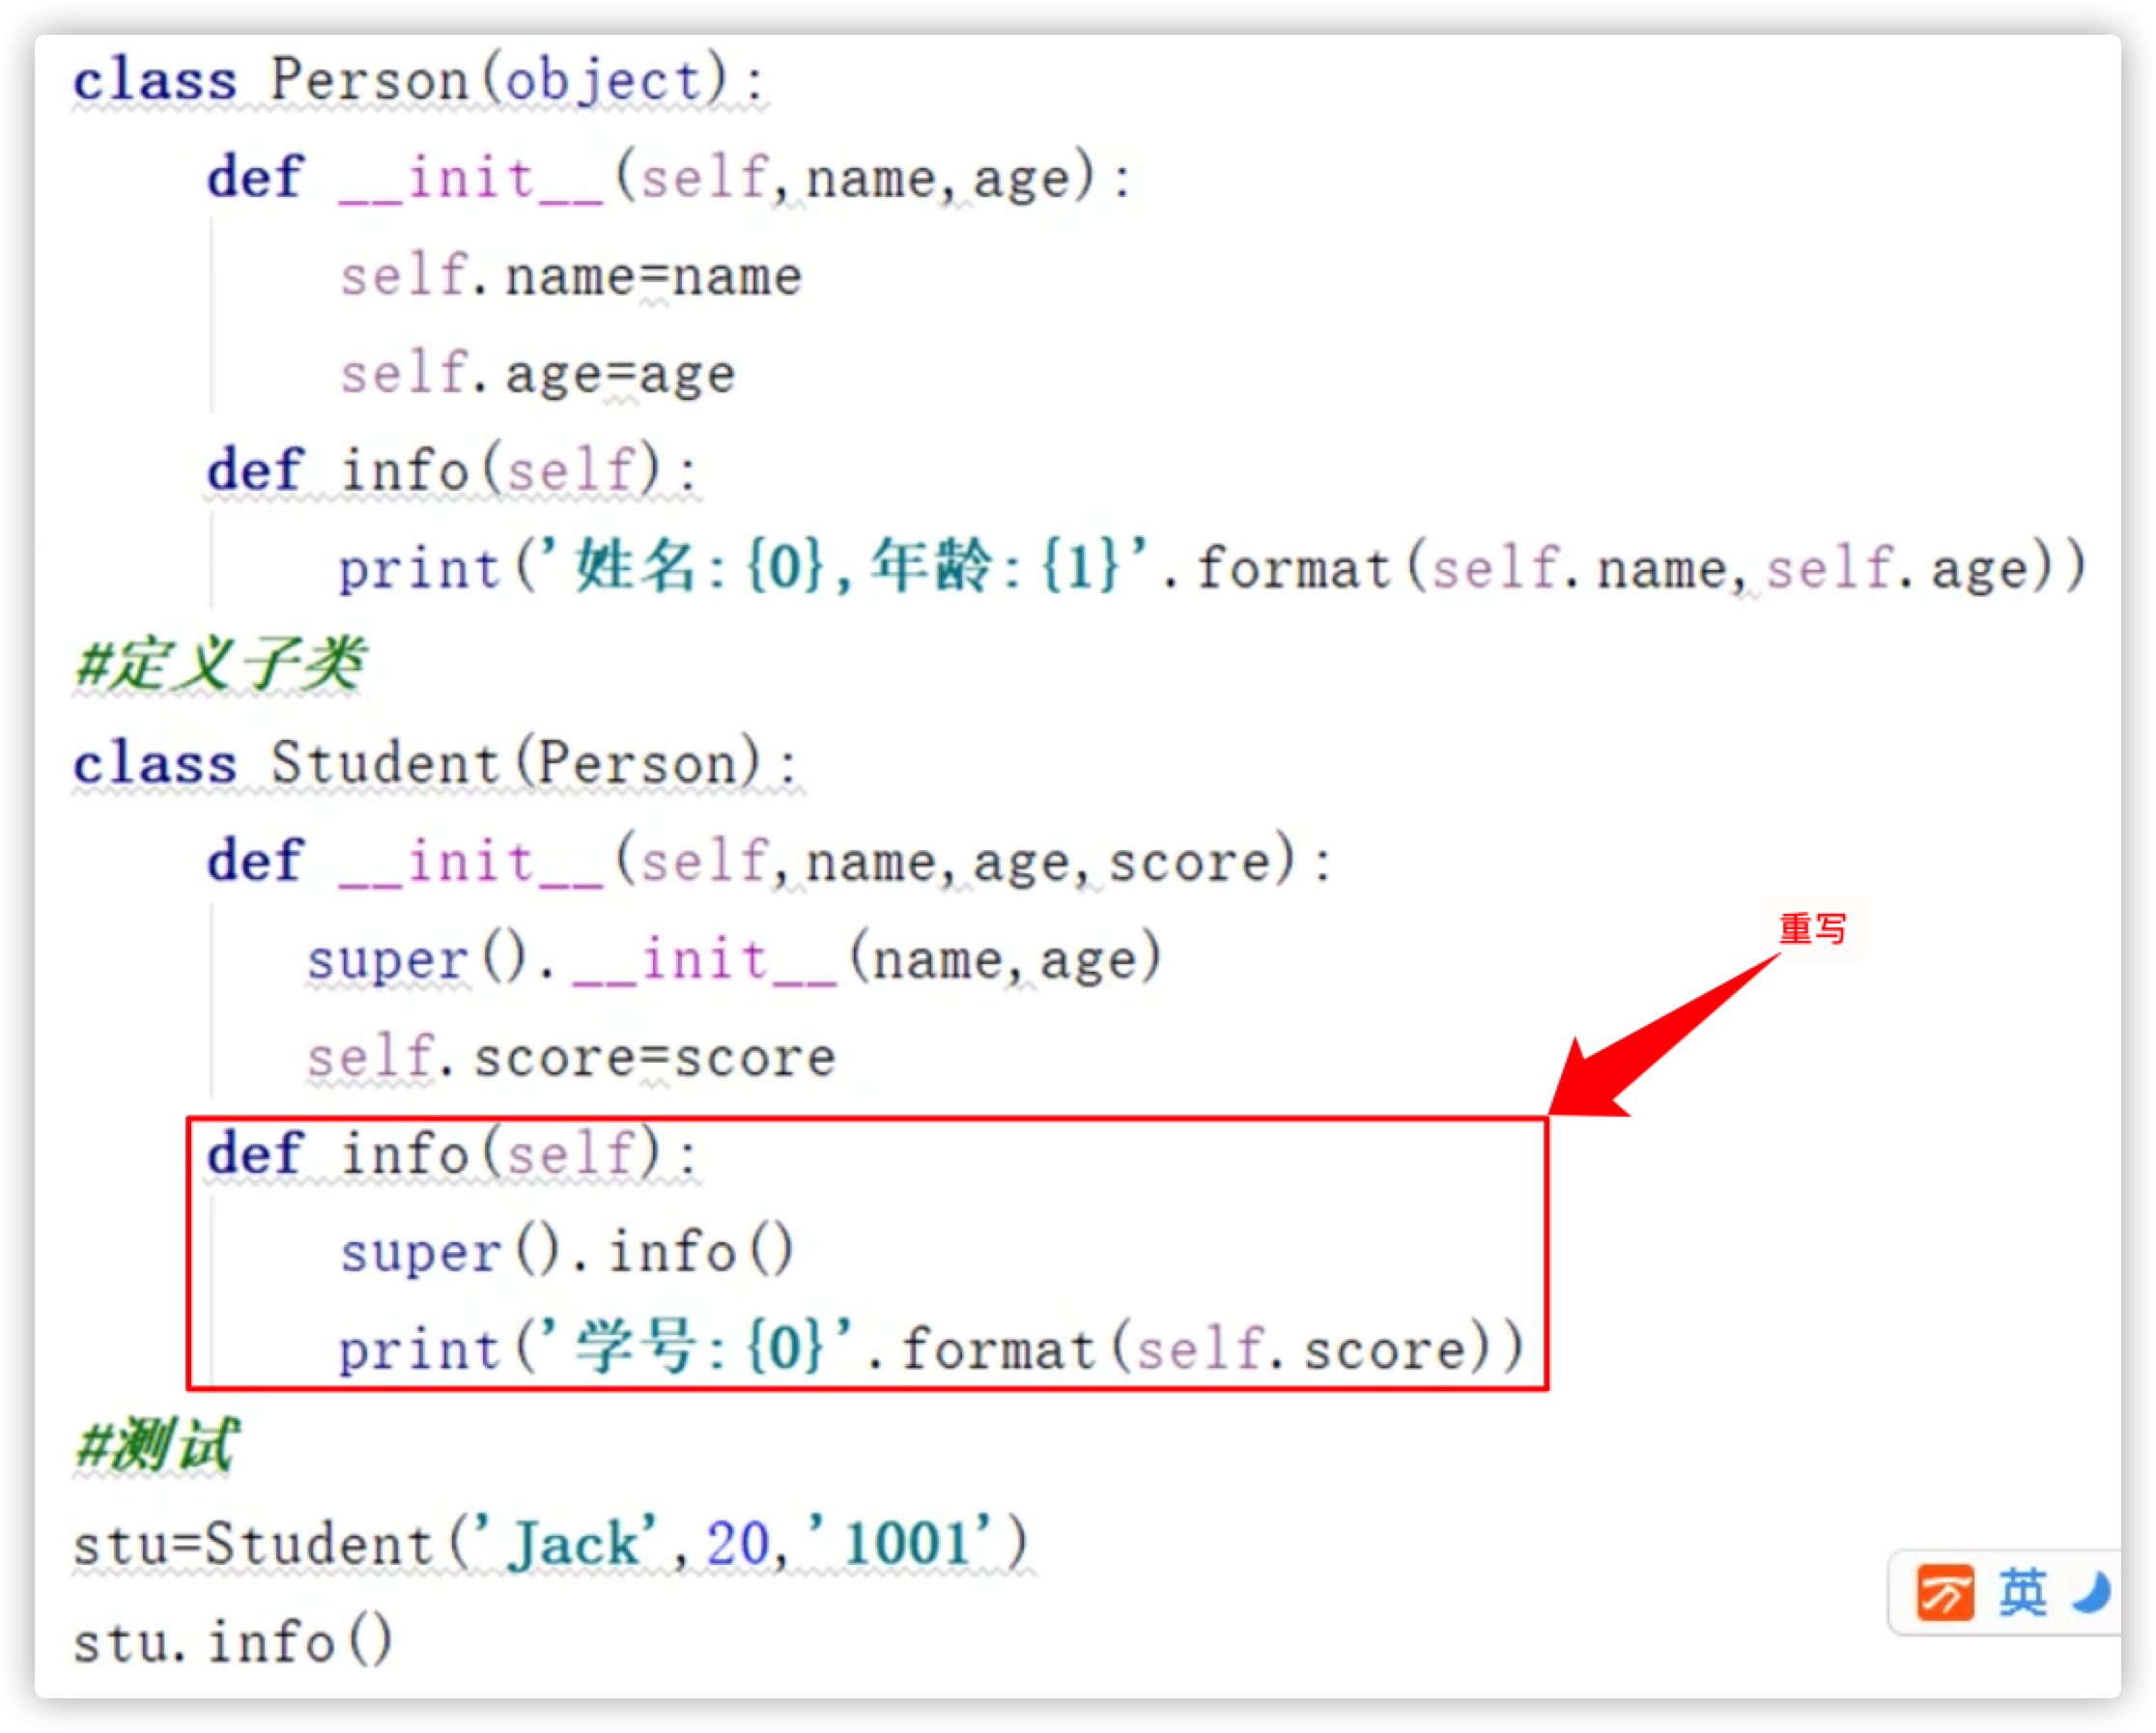 class Person(object):
    def __init__(self,name,age):
        self.name=name
        self.age=age
    def info(self):
        print('姓名:{0},年龄:{1}'.format(self.name,self.age))
#定义子类
class Student(Person):
    def __init__(self,name,age,score):
       super().__init__(name,age)
       self.score=score
重写
    def info(self):
        super().info()
        print('学号:{0}'.format(self.score))
#测试
stu=Student('Jack',20,'1001')
stu.info()
万 英